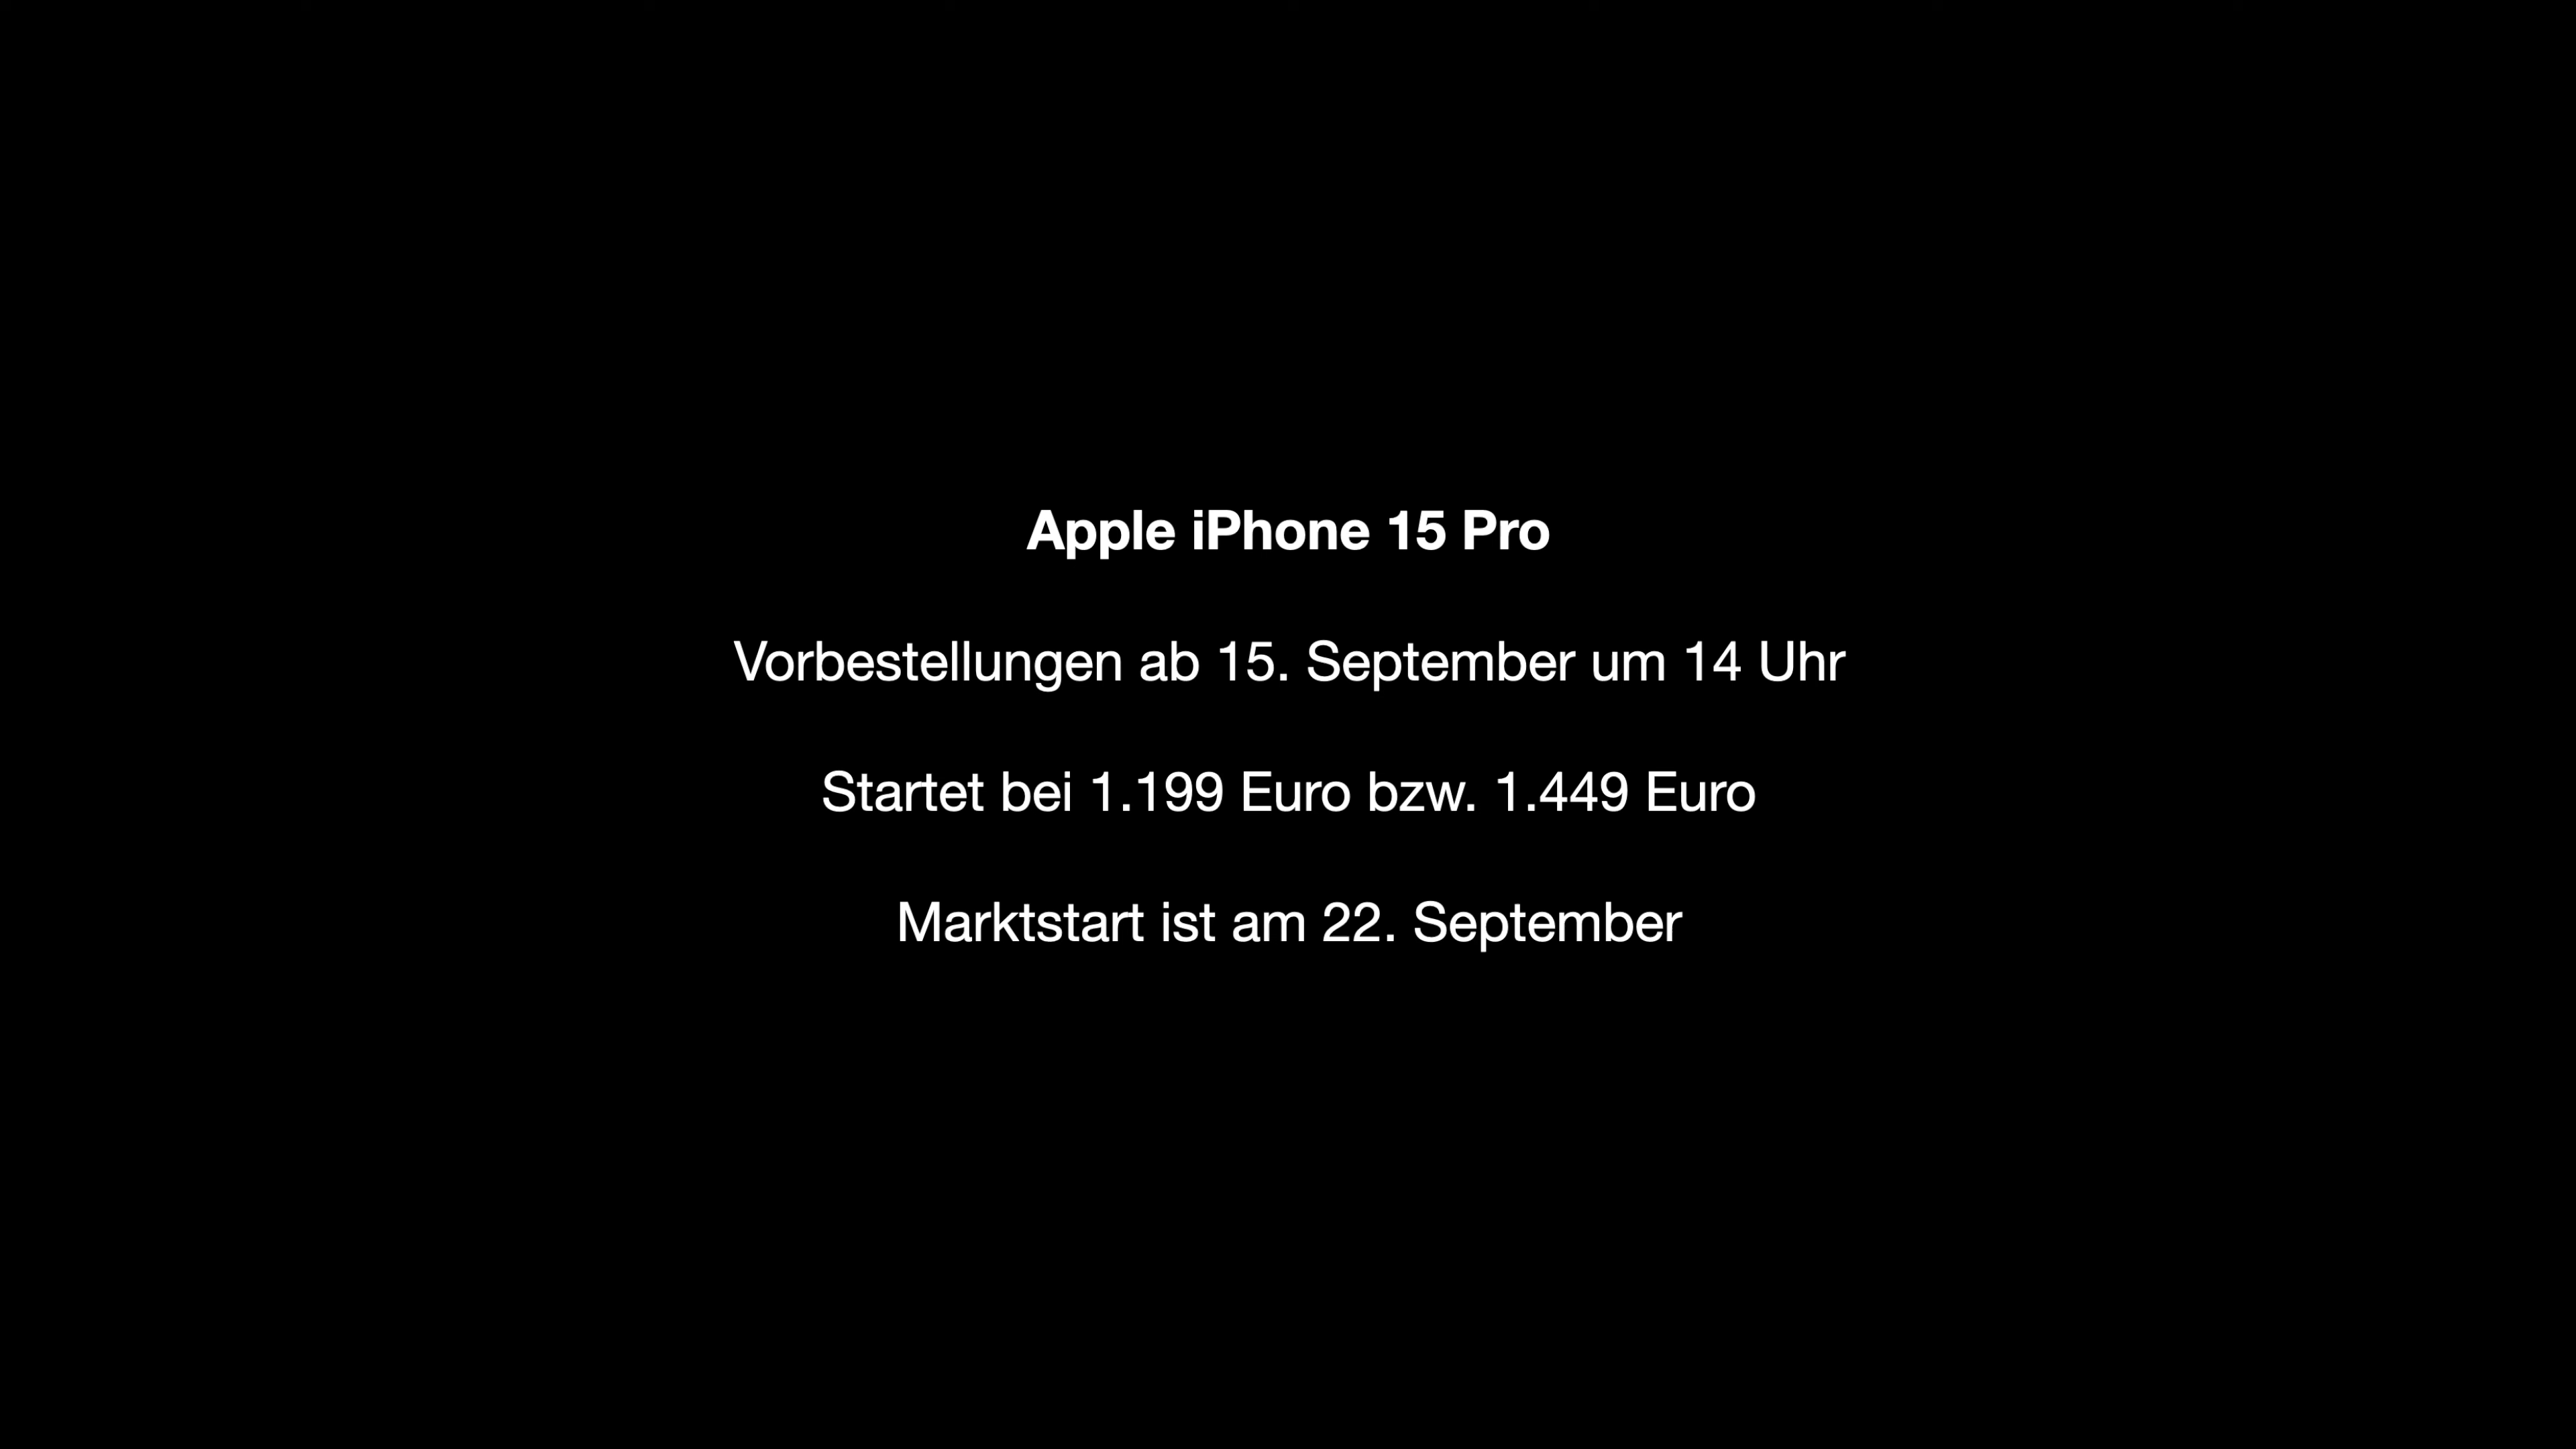 Apple iPhone 15 Pro
Vorbestellungen ab 15. September um 14 Uhr
Startet bei 1.199 Euro bzw. 1.449 Euro
Marktstart ist am 22. September